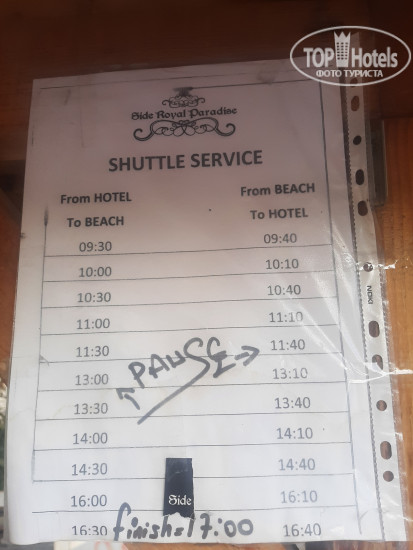 TOP Hotels
ФОТО ТУРИСТА
Side Royal Paradise
SHUTTLE SERVICE
From HOTEL From BEACH
To BEACH To HOTEL
09:30 09:40
10:00 10:10
10:30 10:40
11:00 11:10
11:30 11:40
PAUSE
13:00 13:10
13:30 13:40
14:00 14:10
14:30 14:40
16:00 16:10
Side
16:30 finish=17:00 16:40
NOKI